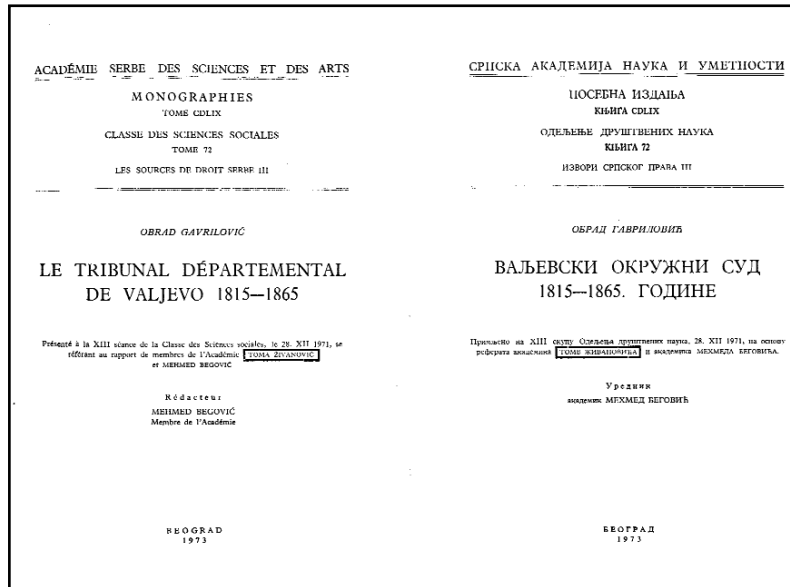 ACADÉMIE SERBE DES SCIENCES ET DES ARTS
MONOGRAPHIES
TOME CDLIX
CLASSE DES SCIENCES SOCIALES
TOME 72
LES SOURCES DE DROIT SERBE III
OBRAD GAVRILOVIĆ
LE TRIBUNAL DÉPARTEMENTAL
DE VALJEVO 1815—1865
Présenté à la XIII séance de la Classe des Sciences sociales, le 28. XII 1971, se
référant au rapport de membres de l'Académie TOMA ŽIVANOVIĆ
et MEHMED BEGOVIĆ
Rédacteur
MEHMED BEGOVIĆ
Membre de l'Académie
BEOGRAD
1973
СРПСКА АКАДЕМИЈА НАУКА И УМЕТНОСТИ
ПОСЕБНА ИЗДАЊА
КЊИГА CDLIX
ОДЕЉЕЊЕ ДРУШТВЕНИХ НАУКА
КЊИГА 72
ИЗВОРИ СРПСКОГ ПРАВА III
ОБРАД ГАВРИЛОВИЋ
ВАЉЕВСКИ ОКРУЖНИ СУД
1815—1865. ГОДИНЕ
Примљено на XIII скупу Одељења друштвених наука, 28. XII 1971, на основу
реферата академика ТОМЕ ЖИВАНОВИЋА и академика МЕХМЕДА БЕГОВИЋА.
Уредник
академик МЕХМЕД БЕГОВИЋ
БЕОГРАД
1973